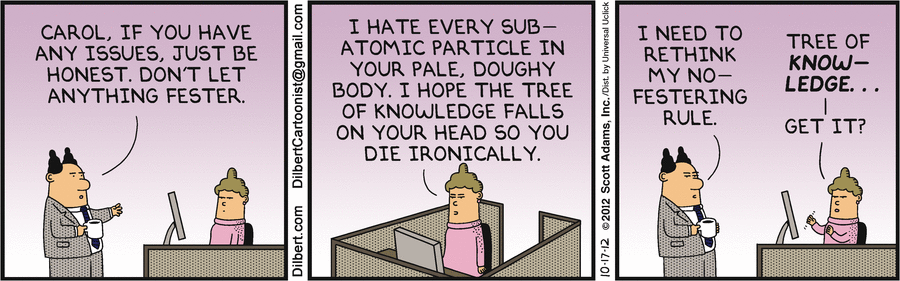 CAROL, IF YOU HAVE
ANY ISSUES, JUST BE
HONEST. DON'T LET
ANYTHING FESTER.
Dilbert.com DilbertCartoonist@gmail.com
I HATE EVERY SUB-
ATOMIC PARTICLE IN
YOUR PALE, DOUGHY
BODY. I HOPE THE TREE
OF KNOWLEDGE FALLS
ON YOUR HEAD SO YOU
DIE IRONICALLY.
10-17-12 © 2012 Scott Adams, Inc. /Dist. by Universal Uclick
I NEED TO
RETHINK
MY NO-
FESTERING
RULE.
TREE OF
KNOW-
LEDGE...
GET IT?